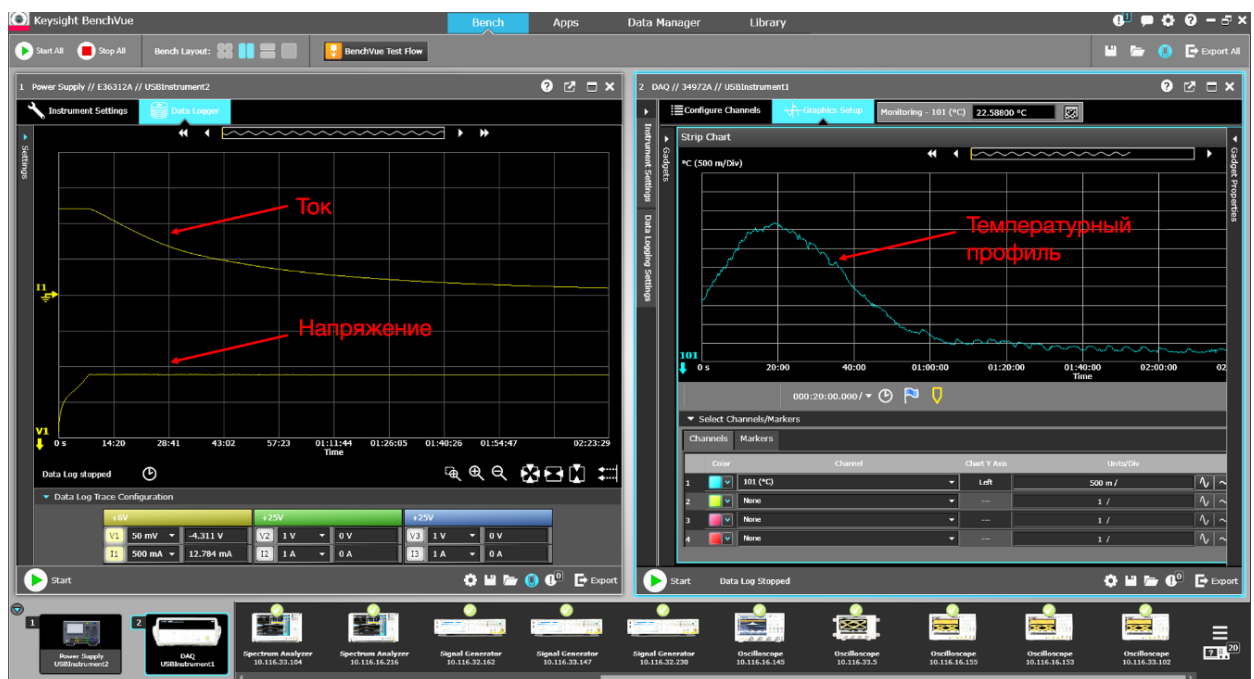 Keysight BenchVue
Bench Apps Data Manager Library
Start All Stop All Bench Layout: BenchVue Test Flow Export All
1 Power Supply // E36312A // USBInstrument2
Instrument Settings Data Logger
Settings
Ток
I1
Напряжение
V1
0 s 14:20 28:41 43:02 57:23 01:11:44 01:26:05 01:40:26 01:54:47 02:23:29
Time
Data Log stopped
Data Log Trace Configuration
+6V +25V +25V
V1 50 mV -4.311 V V2 1 V 0 V V3 1 V 0 V
I1 500 mA 12.784 mA I2 1 A 0 A I3 1 A 0 A
Start Export
2 DAQ // 34972A // USBInstrument1
Configure Channels Graphics Setup Monitoring - 101 (°C) 22.58800 °C
Instrument Settings
Data Logging Settings
Gadgets
Gadget Properties
Strip Chart
°C (500 m/Div)
Температурный
профиль
101
0 s 20:00 40:00 01:00:00 01:20:00 01:40:00 02:00:00 02
Time
000:20:00.000 /
Select Channels/Markers
Channels Markers
Color Channel Chart Y Axis Units/Div
1 101 (°C) Left 500 m /
2 None --- 1 /
3 None --- 1 /
4 None --- 1 /
Start Data Log Stopped Export
1 Power Supply
USBInstrument2
2 DAQ
USBInstrument1
Spectrum Analyzer
10.116.33.104
Spectrum Analyzer
10.116.16.216
Signal Generator
10.116.32.162
Signal Generator
10.116.33.147
Signal Generator
10.116.32.230
Oscilloscope
10.116.16.145
Oscilloscope
10.116.33.5
Oscilloscope
10.116.16.155
Oscilloscope
10.116.16.153
Oscilloscope
10.116.33.102
20